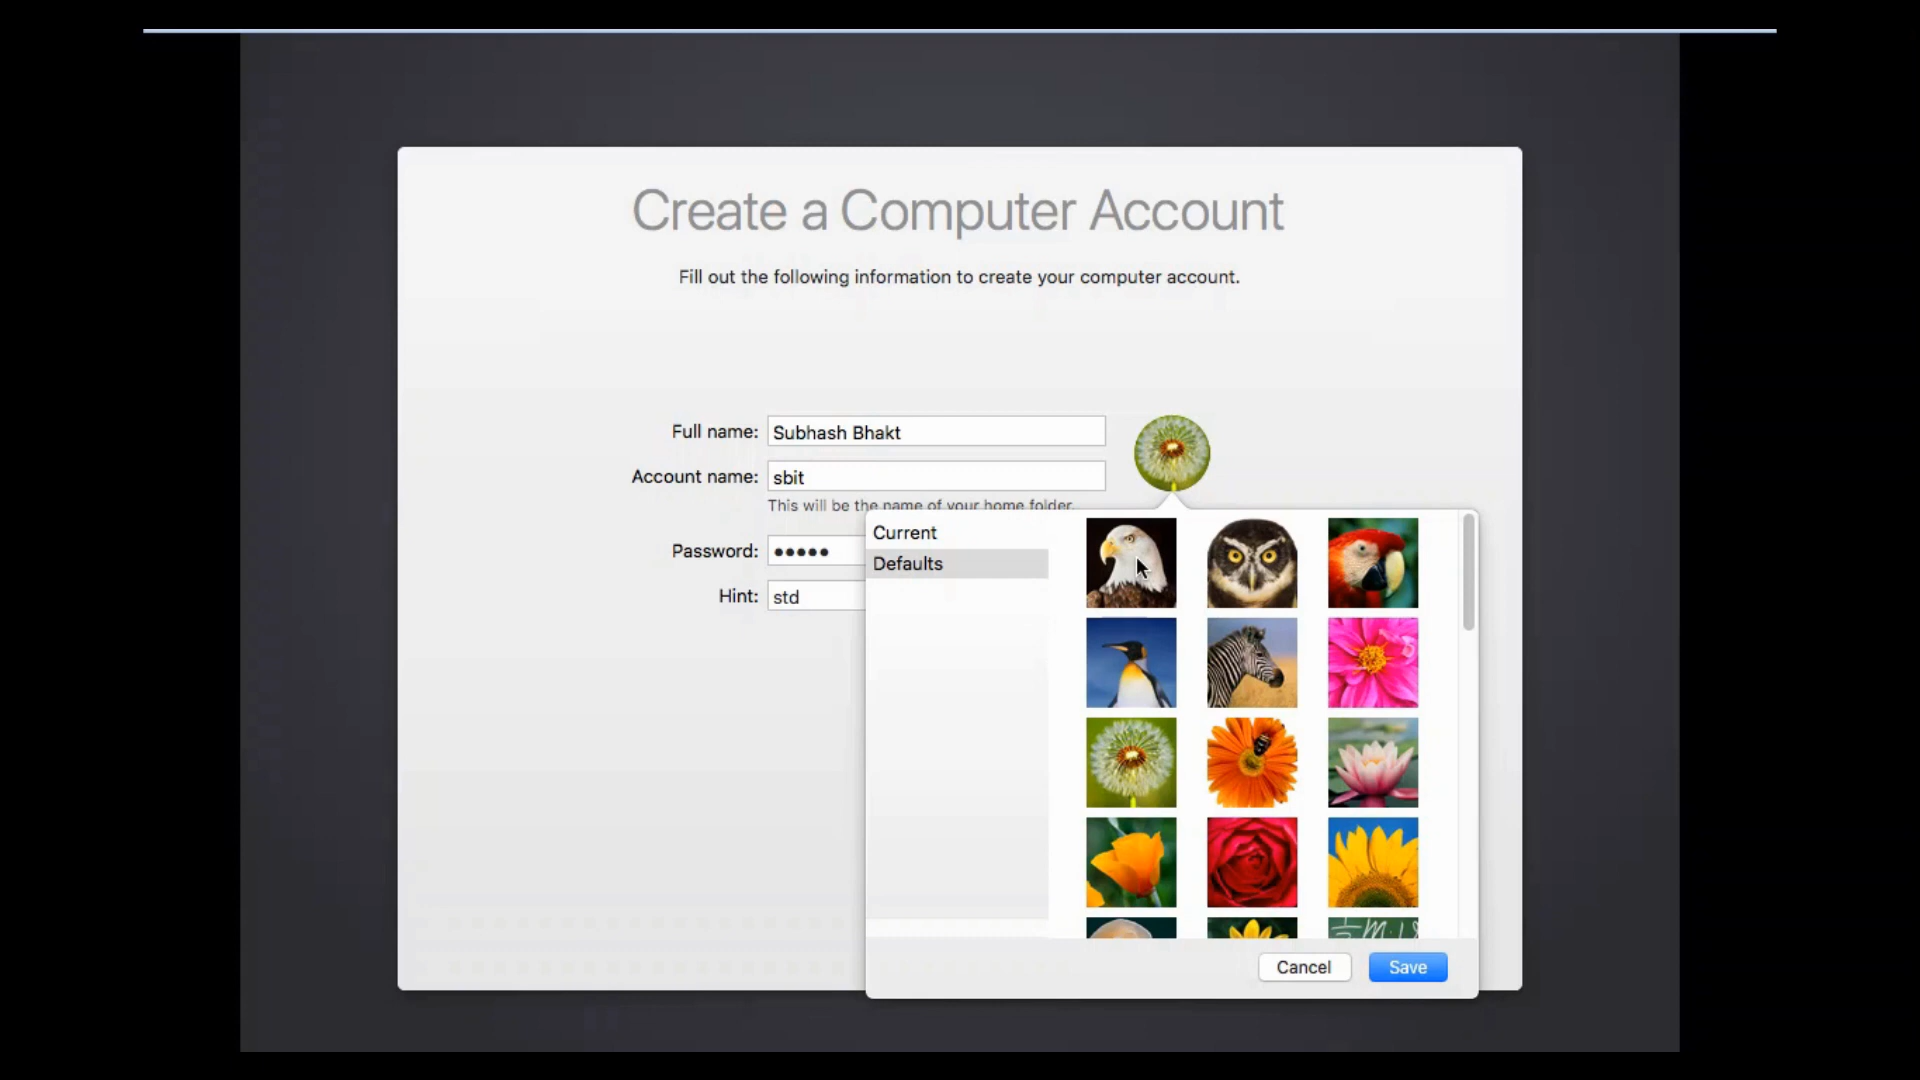 Create a Computer Account
Fill out the following information to create your computer account.
Full name: Subhash Bhakt
Account name: sbit
This will be the name of your home folder.
Password: •••••
Hint: std
Current
Defaults
Cancel
Save